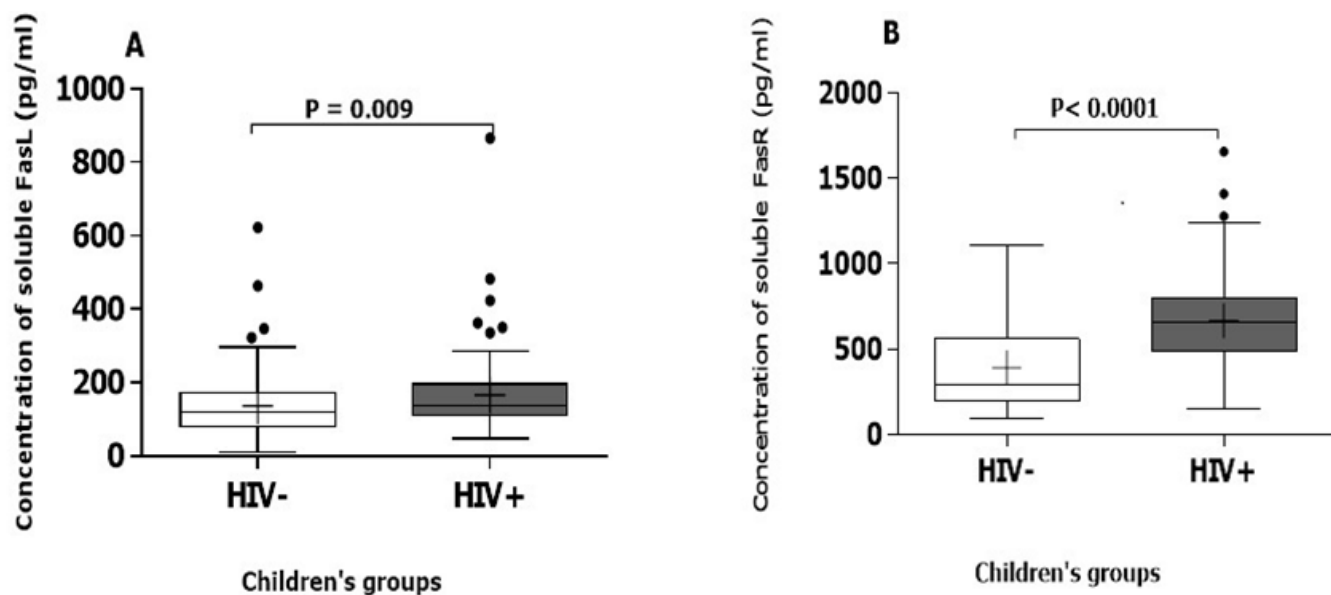 A
Concentration of soluble FasL (pg/ml)
1000
800
600
400
200
0
P = 0.009
HIV-
HIV+
Children's groups
B
Concentration of soluble FasR (pg/ml)
2000
1500
1000
500
0
P< 0.0001
HIV-
HIV+
Children's groups